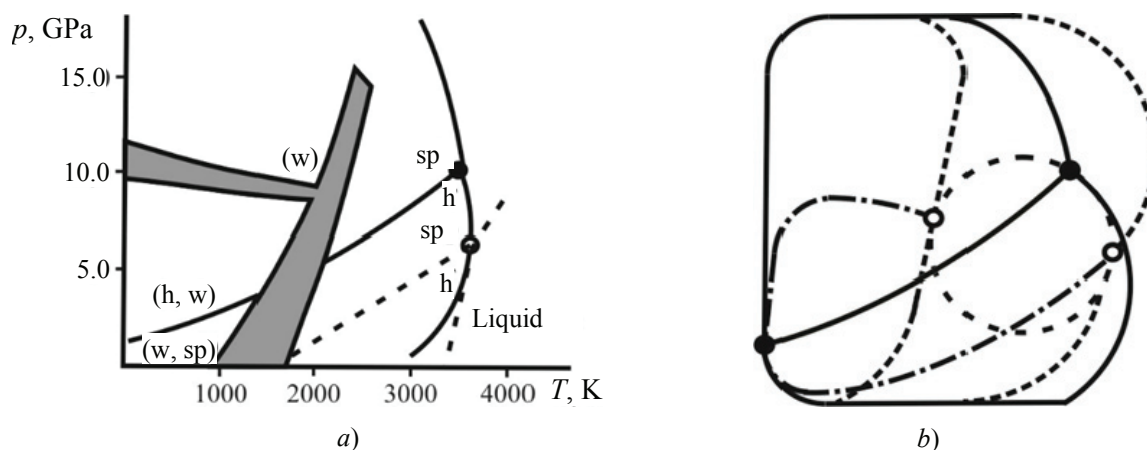 p, GPa
15.0
(w)
sp
10.0
h
sp
5.0
h
(h, w)
Liquid
(w, sp)
1000 2000 3000 4000 T, K
a) b)